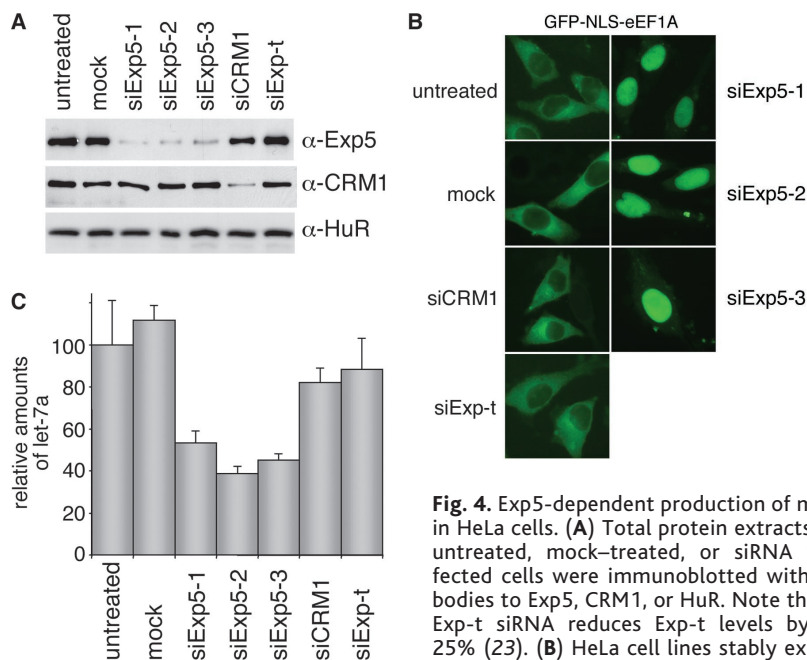 A
untreated
mock
siExp5-1
siExp5-2
siExp5-3
siCRM1
siExp-t
α-Exp5
α-CRM1
α-HuR
B
GFP-NLS-eEF1A
untreated
siExp5-1
mock
siExp5-2
siCRM1
siExp5-3
siExp-t
C
relative amounts
of let-7a
100
80
60
40
20
0
untreated
mock
siExp5-1
siExp5-2
siExp5-3
siCRM1
siExp-t
Fig. 4. Exp5-dependent production of m
in HeLa cells. (A) Total protein extracts
untreated, mock–treated, or siRNA
fected cells were immunoblotted with
bodies to Exp5, CRM1, or HuR. Note th
Exp-t siRNA reduces Exp-t levels by
25% (23). (B) HeLa cell lines stably ex